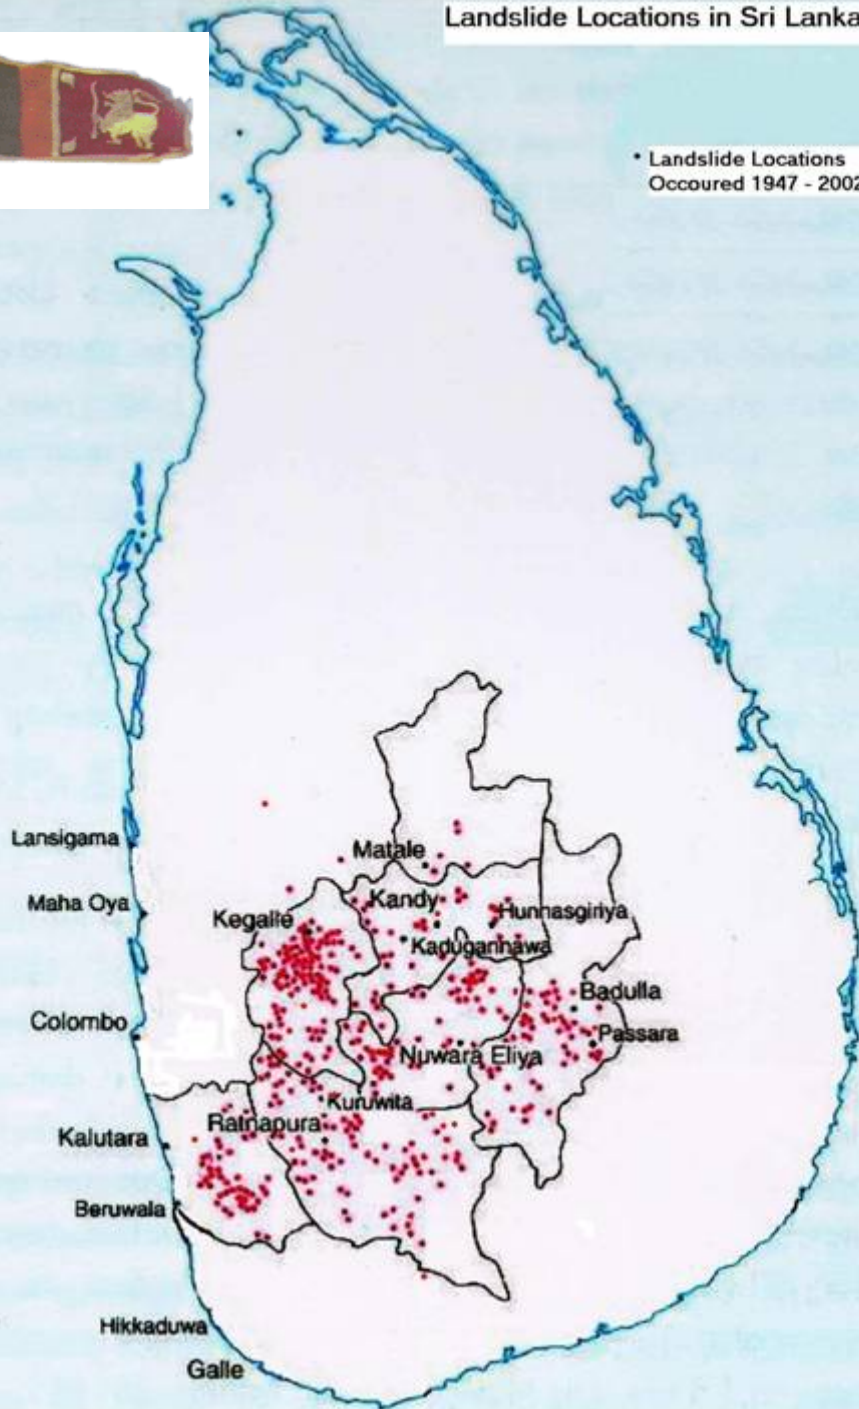 Landslide Locations in Sri Lanka
• Landslide Locations
Occoured 1947 - 2002
Lansigama
Matale
Maha Oya
Kandy
Kegalle
Hunnasgiriya
Kadugannawa
Badulla
Colombo
Passara
Nuwara Eliya
Kuruwita
Ratnapura
Kalutara
Beruwala
Hikkaduwa
Galle